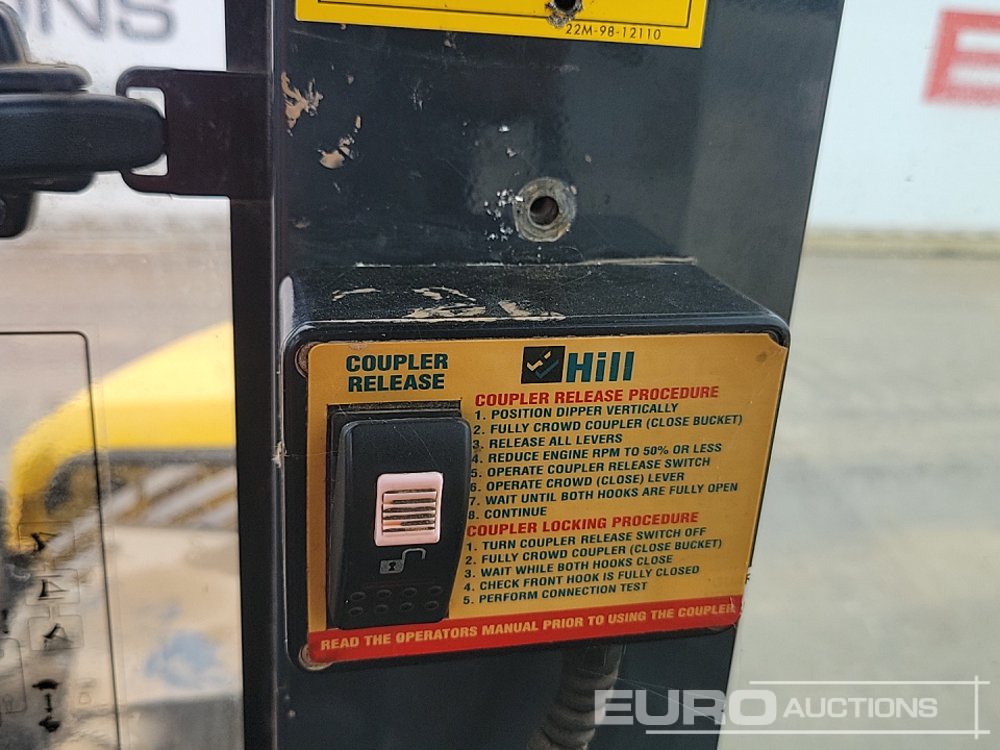 22M-98-12110
COUPLER
RELEASE
Hill
COUPLER RELEASE PROCEDURE
1. POSITION DIPPER VERTICALLY
2. FULLY CROWD COUPLER (CLOSE BUCKET)
3. RELEASE ALL LEVERS
4. REDUCE ENGINE RPM TO 50% OR LESS
5. OPERATE COUPLER RELEASE SWITCH
6. OPERATE CROWD (CLOSE) LEVER
7. WAIT UNTIL BOTH HOOKS ARE FULLY OPEN
8. CONTINUE
COUPLER LOCKING PROCEDURE
1. TURN COUPLER RELEASE SWITCH OFF
2. FULLY CROWD COUPLER (CLOSE BUCKET)
3. WAIT WHILE BOTH HOOKS CLOSE
4. CHECK FRONT HOOK IS FULLY CLOSED
5. PERFORM CONNECTION TEST
READ THE OPERATORS MANUAL PRIOR TO USING THE COUPLER
EURO AUCTIONS